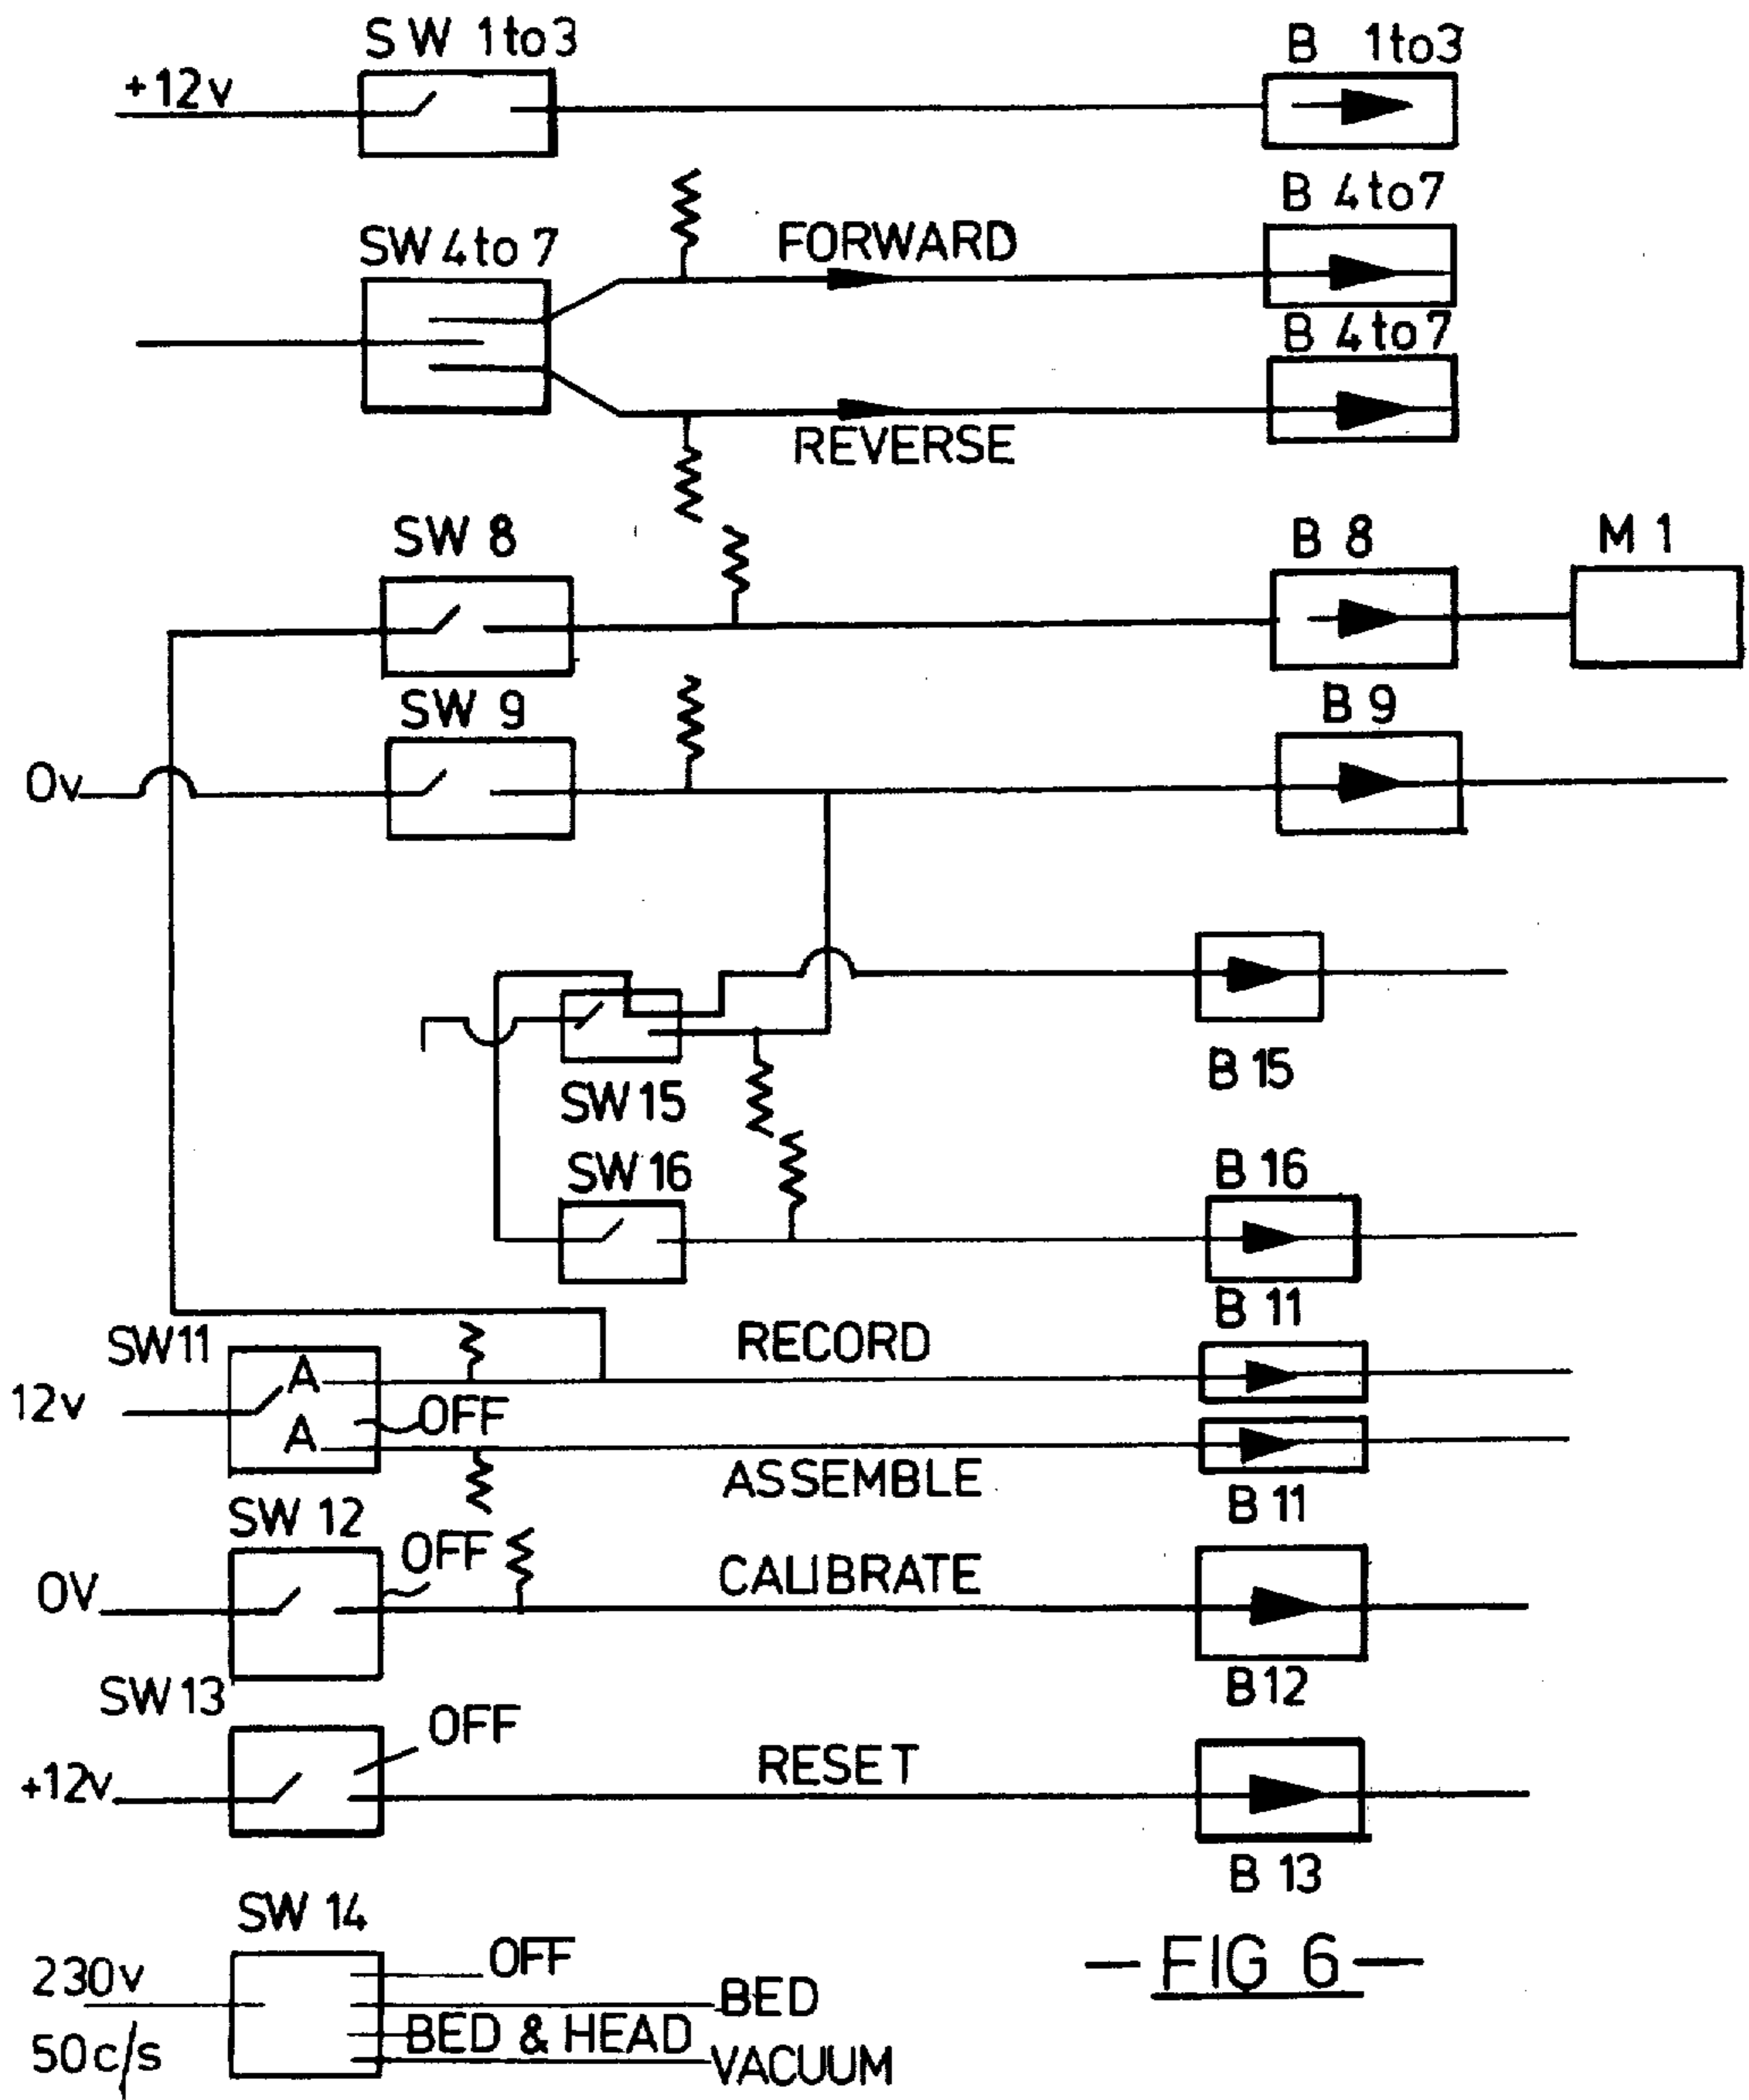 SW 1to3
B 1to3
+12v
B 4to7
SW 4to 7
FORWARD
B 4to7
REVERSE
SW 8
B 8
M 1
SW 9
B 9
0v
B 15
SW 15
SW 16
B 16
B 11
SW11
RECORD
A
12v
OFF
A
ASSEMBLE
B 11
SW 12
OFF
CALIBRATE
0V
B12
SW 13
OFF
RESET
+12v
B 13
SW 14
OFF
230v
BED
BED & HEAD
50c/s
VACUUM
— FIG 6 —